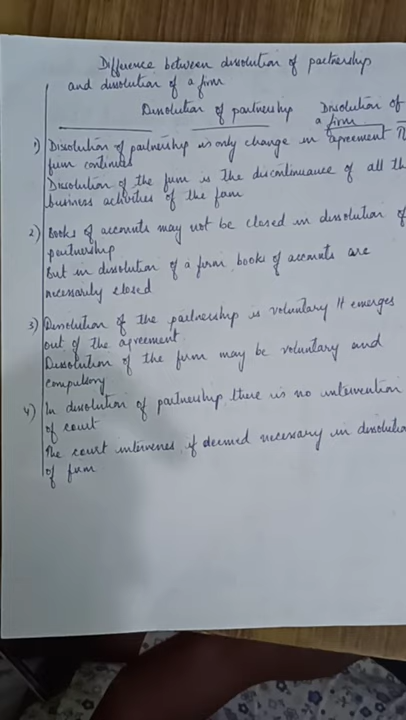 Difference between dissolution of partnership
and dissolution of a firm
Dissolution of partnership Dissolution of
a firm
1) Dissolution of partnership is only change in agreement
firm continues
Dissolution of the firm is the discontinuance of all th
business activities of the firm
2) Books of accounts may not be closed in dissolution of
partnership
But in dissolution of a firm, books of accounts are
necessarily closed
3) Dissolution of the partnership is voluntary It emerges
out of the agreement.
Dissolution of the firm may be voluntary and
compulsory
4) In dissolution of partnership, there is no intervention
of court
The court intervenes, if deemed necessary in dissolutio
of firm